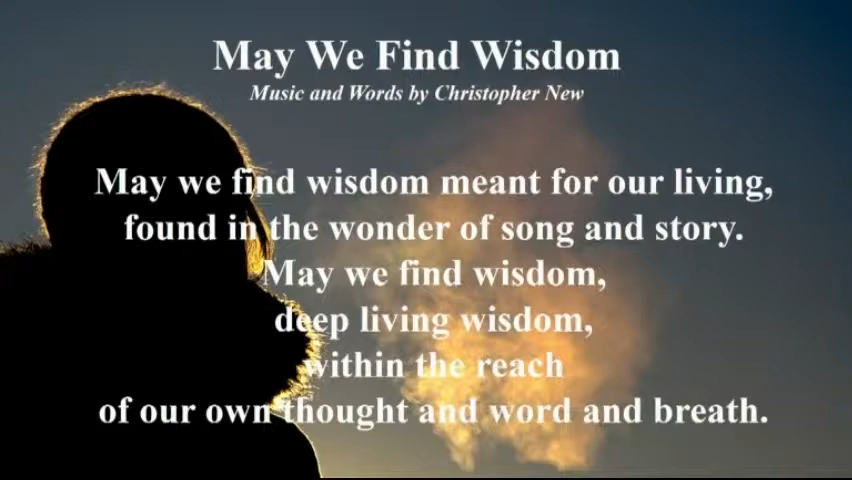 May We Find Wisdom
Music and Words by Christopher New
May we find wisdom meant for our living,
found in the wonder of song and story.
May we find wisdom,
deep living wisdom,
within the reach
of our own thought and word and breath.